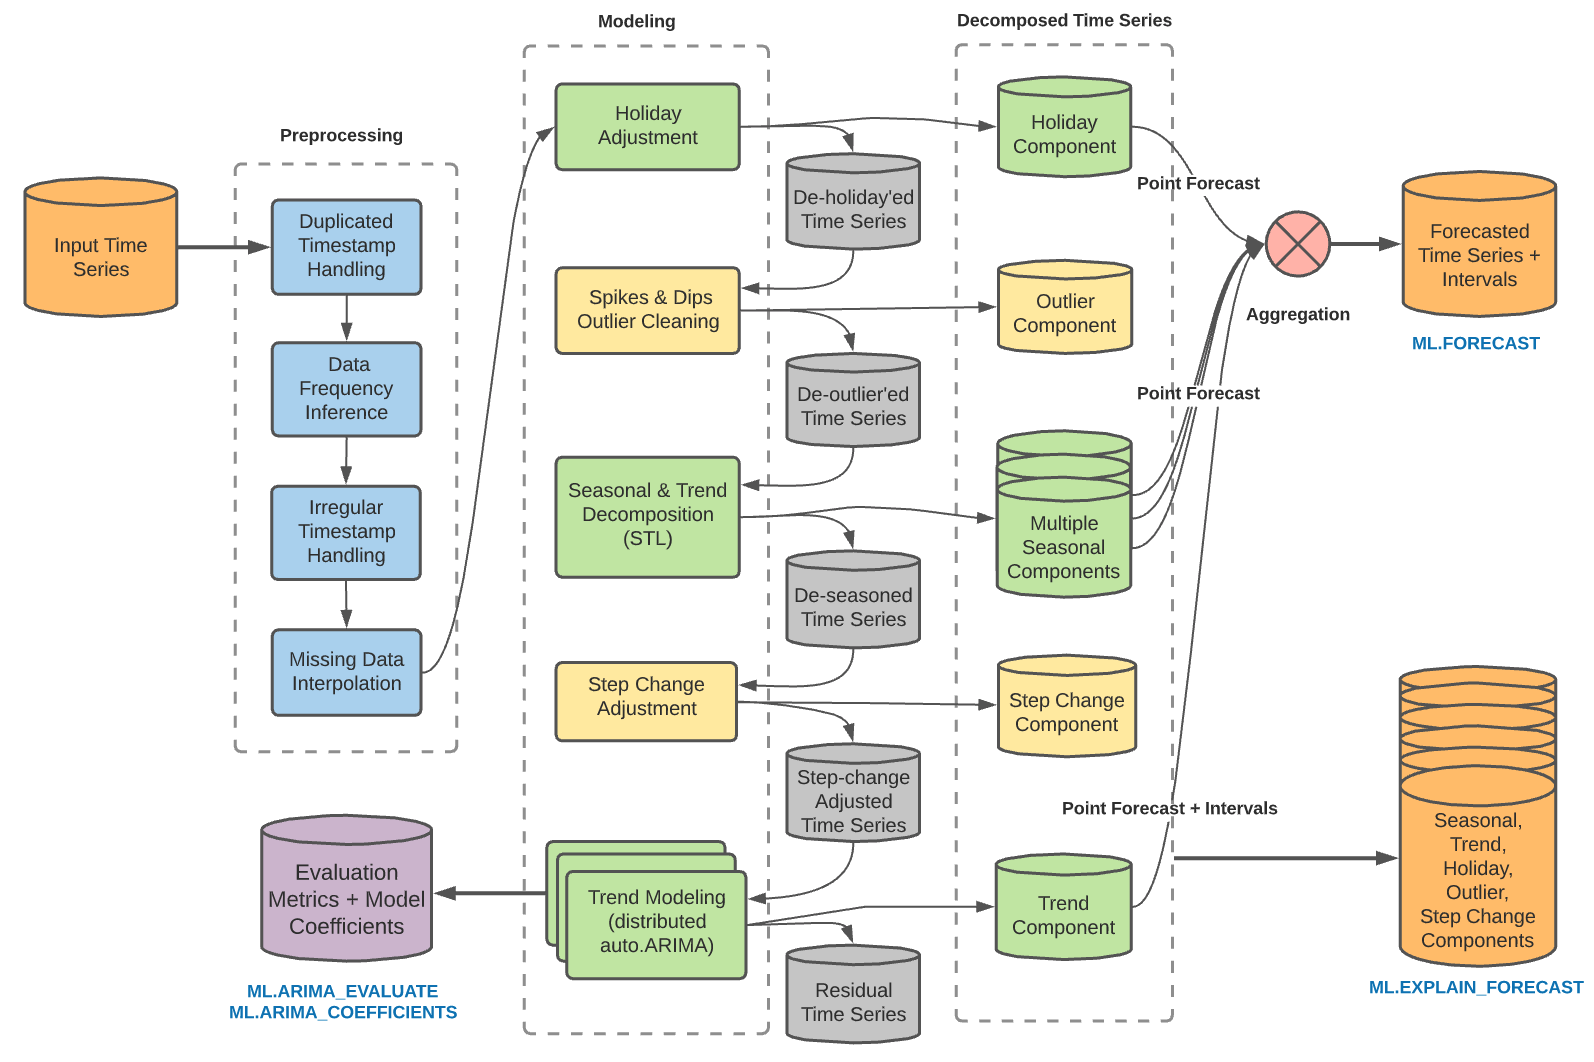 Modeling
Decomposed Time Series
Preprocessing
Input Time
Series
Duplicated
Timestamp
Handling
Data
Frequency
Inference
Irregular
Timestamp
Handling
Missing Data
Interpolation
Holiday
Adjustment
De-holiday'ed
Time Series
Spikes & Dips
Outlier Cleaning
De-outlier'ed
Time Series
Seasonal & Trend
Decomposition
(STL)
De-seasoned
Time Series
Step Change
Adjustment
Step-change
Adjusted
Time Series
Trend Modeling
(distributed
auto.ARIMA)
Residual
Time Series
Evaluation
Metrics + Model
Coefficients
ML.ARIMA_EVALUATE
ML.ARIMA_COEFFICIENTS
Holiday
Component
Outlier
Component
Multiple
Seasonal
Components
Step Change
Component
Trend
Component
Point Forecast
Point Forecast
Point Forecast + Intervals
Aggregation
Forecasted
Time Series +
Intervals
ML.FORECAST
Seasonal,
Trend,
Holiday,
Outlier,
Step Change
Components
ML.EXPLAIN_FORECAST